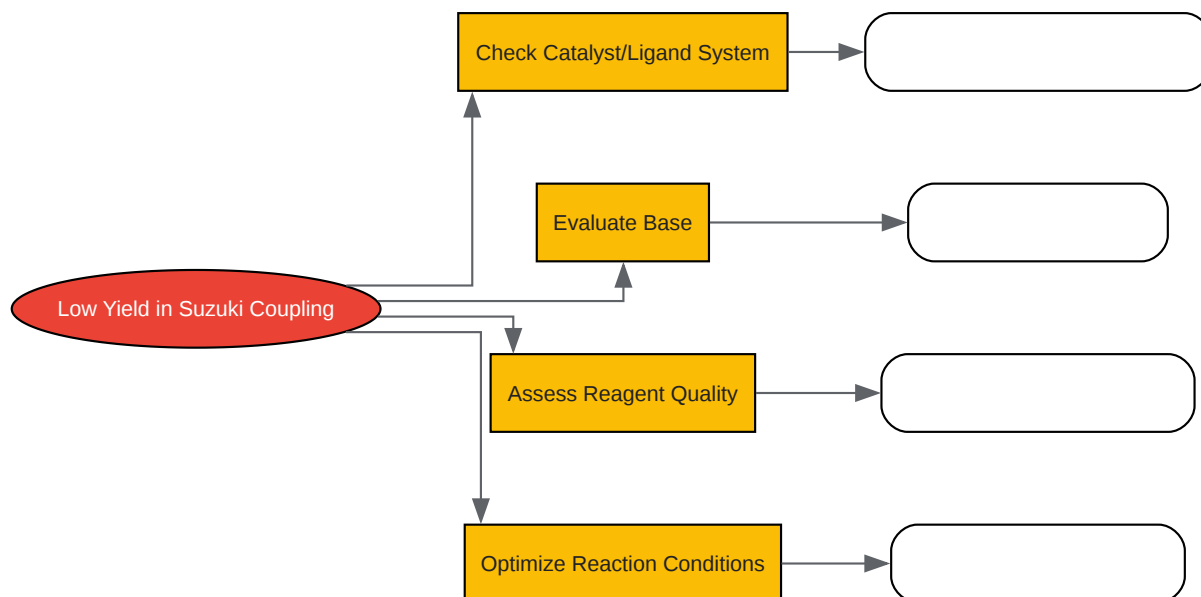 Check Catalyst/Ligand System
Evaluate Base
Low Yield in Suzuki Coupling
Assess Reagent Quality
Optimize Reaction Conditions